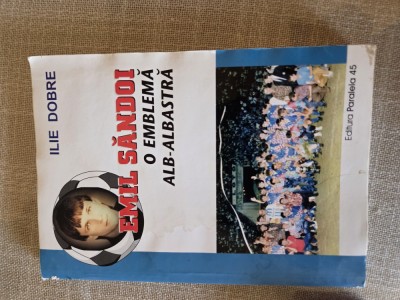 ILIE DOBRE
EMIL SĂNDOI
O EMBLEMĂ
ALB-ALBASTRĂ
Editura Paralela 45